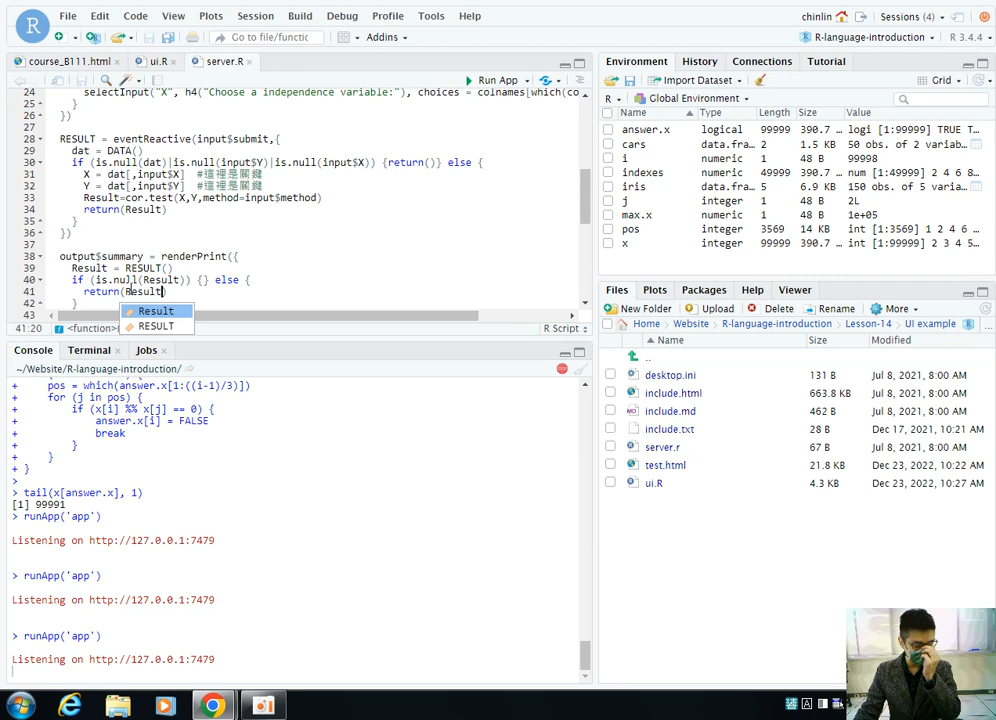 File Edit Code View Plots Session Build Debug Profile Tools Help
chinlin Sessions (4)
Go to file/functic Addins
R-language-introduction R 3.4.4
course_B111.html ui.R server.R
Run App
24 selectInput("X", h4("Choose a independence variable:"), choices = colnames[which(co
25 }
26 })
27
28 RESULT = eventReactive(input$submit,{
29 dat = DATA()
30 if (is.null(dat)|is.null(input$Y)|is.null(input$X)) {return()} else {
31 X = dat[,input$X] #這裡是關鍵
32 Y = dat[,input$Y] #這裡是關鍵
33 Result=cor.test(X,Y,method=input$method)
34 return(Result)
35 }
36 })
37
38 output$summary = renderPrint({
39 Result = RESULT()
40 if (is.null(Result)) {} else {
41 return(Result)
42 }
43
Result
RESULT
41:20 <function>( R Script
Console Terminal Jobs
~/Website/R-language-introduction/
+ pos = which(answer.x[1:((i-1)/3)])
+ for (j in pos) {
+ if (x[i] %% x[j] == 0) {
+ answer.x[i] = FALSE
+ break
+ }
+ }
+ }
>
> tail(x[answer.x], 1)
[1] 99991
> runApp('app')
Listening on http://127.0.0.1:7479
> runApp('app')
Listening on http://127.0.0.1:7479
> runApp('app')
Listening on http://127.0.0.1:7479
Environment History Connections Tutorial
Import Dataset Grid
R Global Environment
Name Type Length Size Value
answer.x logical 99999 390.7 … logi [1:99999] TRUE T…
cars data.fra… 2 1.5 KB 50 obs. of 2 variab…
i numeric 1 48 B 99998
indexes numeric 49999 390.7 … num [1:49999] 2 4 6 8…
iris data.fra… 5 6.9 KB 150 obs. of 5 varia…
j integer 1 48 B 2L
max.x numeric 1 48 B 1e+05
pos integer 3569 14 KB int [1:3569] 1 2 4 6 …
x integer 99999 390.7 … int [1:99999] 2 3 4 5…
Files Plots Packages Help Viewer
New Folder Upload Delete Rename More
Home Website R-language-introduction Lesson-14 UI example
Name Size Modified
..
desktop.ini 131 B Jul 8, 2021, 8:00 AM
include.html 663.8 KB Jul 8, 2021, 8:00 AM
include.md 462 B Jul 8, 2021, 8:00 AM
include.txt 28 B Dec 17, 2021, 10:21 AM
server.r 67 B Jul 8, 2021, 8:00 AM
test.html 21.8 KB Dec 23, 2022, 10:22 AM
ui.R 4.3 KB Dec 23, 2022, 10:27 AM